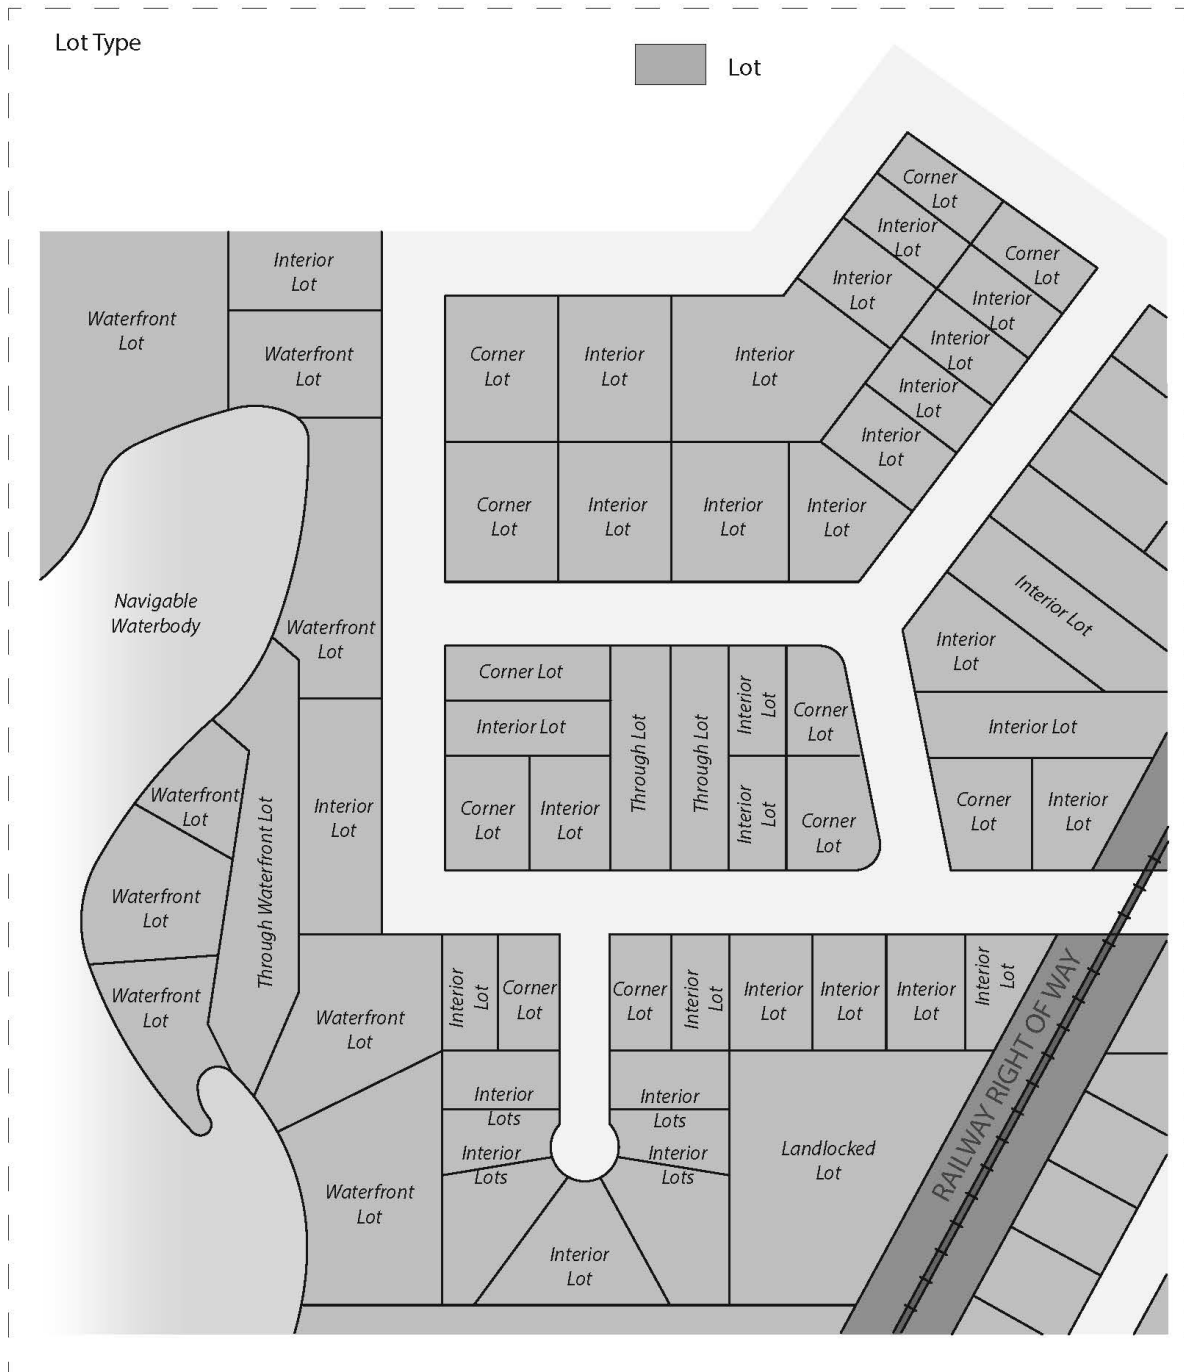 Lot Type
Lot
Corner
Lot
Interior
Lot
Corner
Lot
Interior
Lot
Waterfront
Lot
Interior
Lot
Interior
Lot
Interior
Lot
Waterfront
Lot
Corner
Lot
Interior
Lot
Interior
Lot
Interior
Lot
Interior
Lot
Corner
Lot
Interior
Lot
Interior
Lot
Interior
Lot
Navigable
Waterbody
Waterfront
Lot
Interior Lot
Interior
Lot
Corner Lot
Interior Lot
Through Lot
Through Lot
Interior
Lot
Corner
Lot
Interior Lot
Waterfront
Lot
Through Waterfront Lot
Interior
Lot
Corner
Lot
Interior
Lot
Interior
Lot
Corner
Lot
Corner
Lot
Interior
Lot
Waterfront
Lot
Waterfront
Lot
Waterfront
Lot
Interior
Lot
Corner
Lot
Corner
Lot
Interior
Lot
Interior
Lot
Interior
Lot
Interior
Lot
Interior
Lot
RAILWAY RIGHT OF WAY
Interior
Lots
Interior
Lots
Interior
Lots
Interior
Lots
Landlocked
Lot
Waterfront
Lot
Interior
Lot